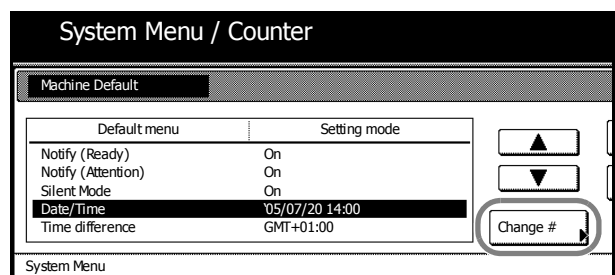 System Menu / Counter
Machine Default
Default menu Setting mode
Notify (Ready) On
Notify (Attention) On
Silent Mode On
Date/Time '05/07/20 14:00
Time difference GMT+01:00
Change #
System Menu